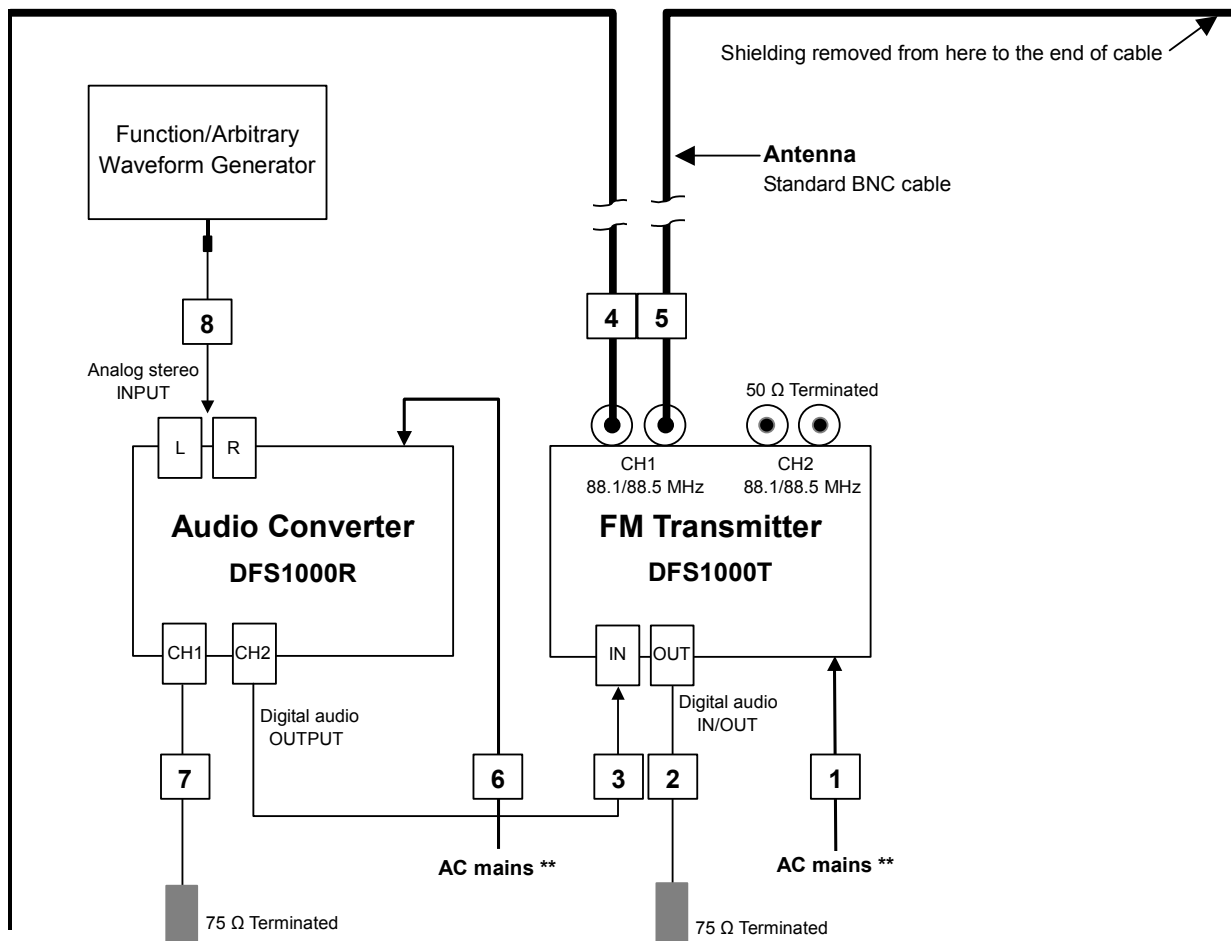 Shielding removed from here to the end of cable
Function/Arbitrary
Waveform Generator
Antenna
Standard BNC cable
8
4
5
Analog stereo
INPUT
50 Ω Terminated
L
R
CH1
88.1/88.5 MHz
CH2
88.1/88.5 MHz
Audio Converter
DFS1000R
FM Transmitter
DFS1000T
CH1
CH2
IN
OUT
Digital audio
OUTPUT
Digital audio
IN/OUT
7
6
3
2
1
AC mains **
AC mains **
75 Ω Terminated
75 Ω Terminated